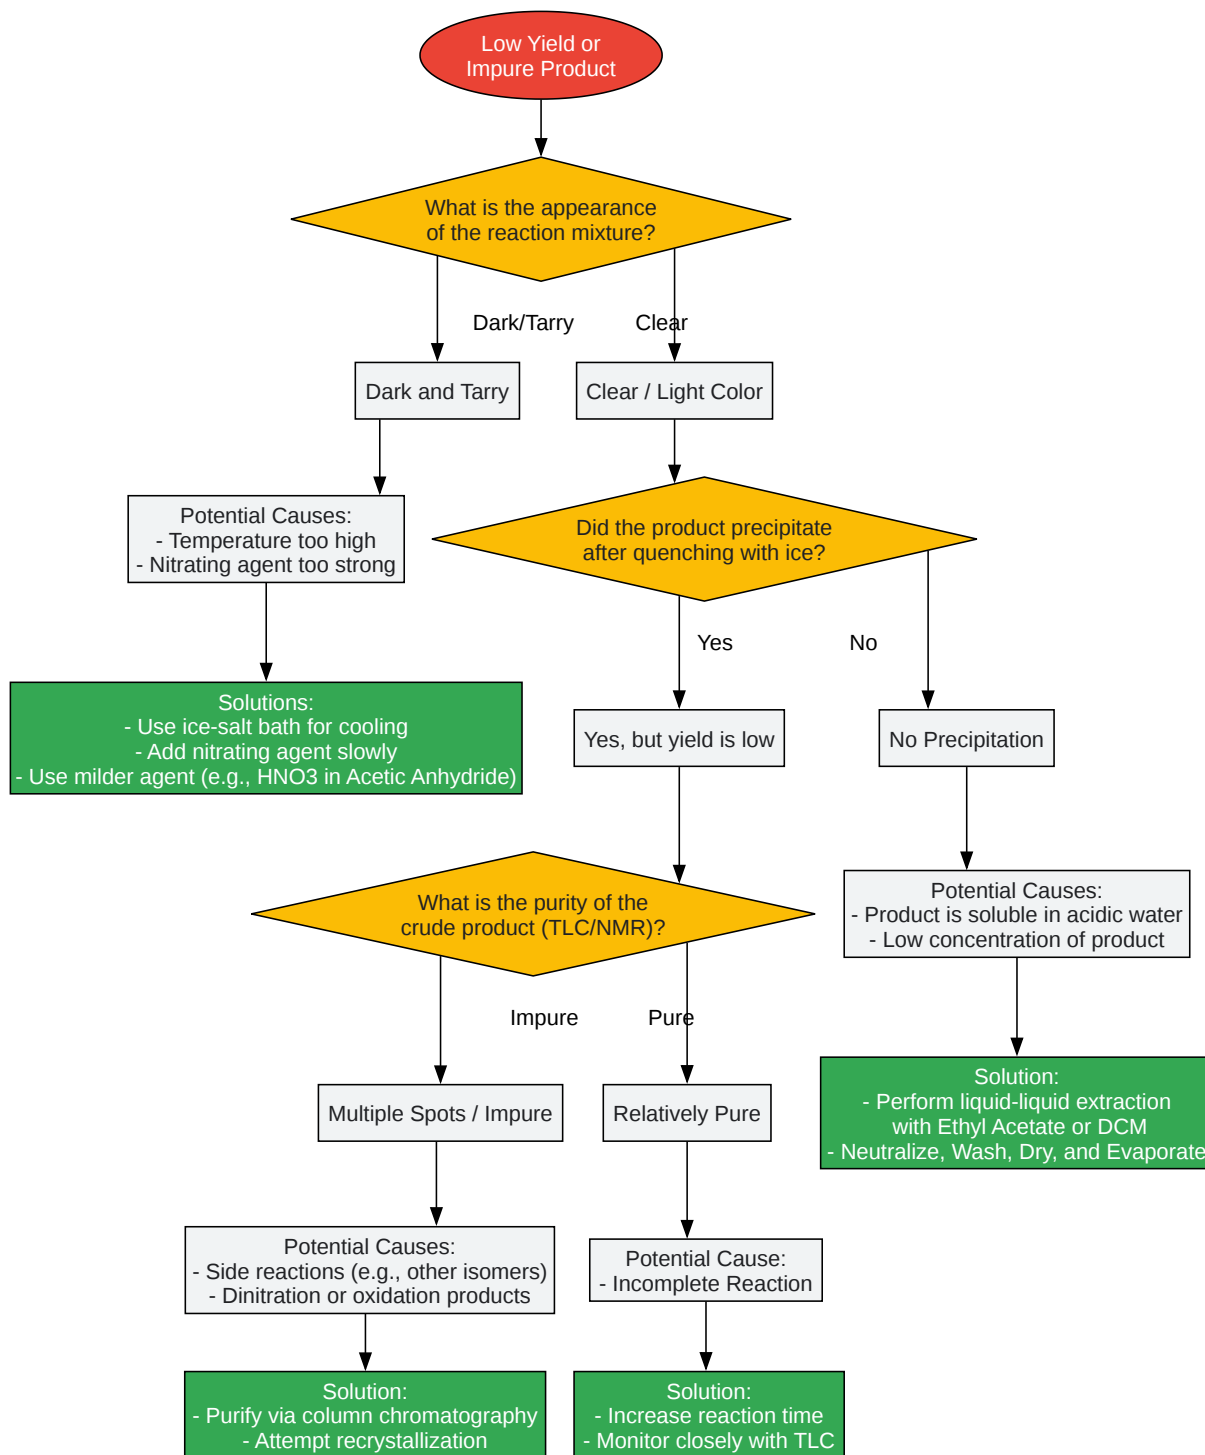 Low Yield or
Impure Product
What is the appearance
of the reaction mixture?
Dark/Tarry
Clear
Dark and Tarry
Clear / Light Color
Potential Causes:
- Temperature too high
- Nitrating agent too strong
Did the product precipitate
after quenching with ice?
Yes
No
Solutions:
- Use ice-salt bath for cooling
- Add nitrating agent slowly
- Use milder agent (e.g., HNO3 in Acetic Anhydride)
Yes, but yield is low
No Precipitation
What is the purity of the
crude product (TLC/NMR)?
Potential Causes:
- Product is soluble in acidic water
- Low concentration of product
Impure
Pure
Multiple Spots / Impure
Relatively Pure
Solution:
- Perform liquid-liquid extraction
with Ethyl Acetate or DCM
- Neutralize, Wash, Dry, and Evaporate
Potential Causes:
- Side reactions (e.g., other isomers)
- Dinitration or oxidation products
Potential Cause:
- Incomplete Reaction
Solution:
- Purify via column chromatography
- Attempt recrystallization
Solution:
- Increase reaction time
- Monitor closely with TLC